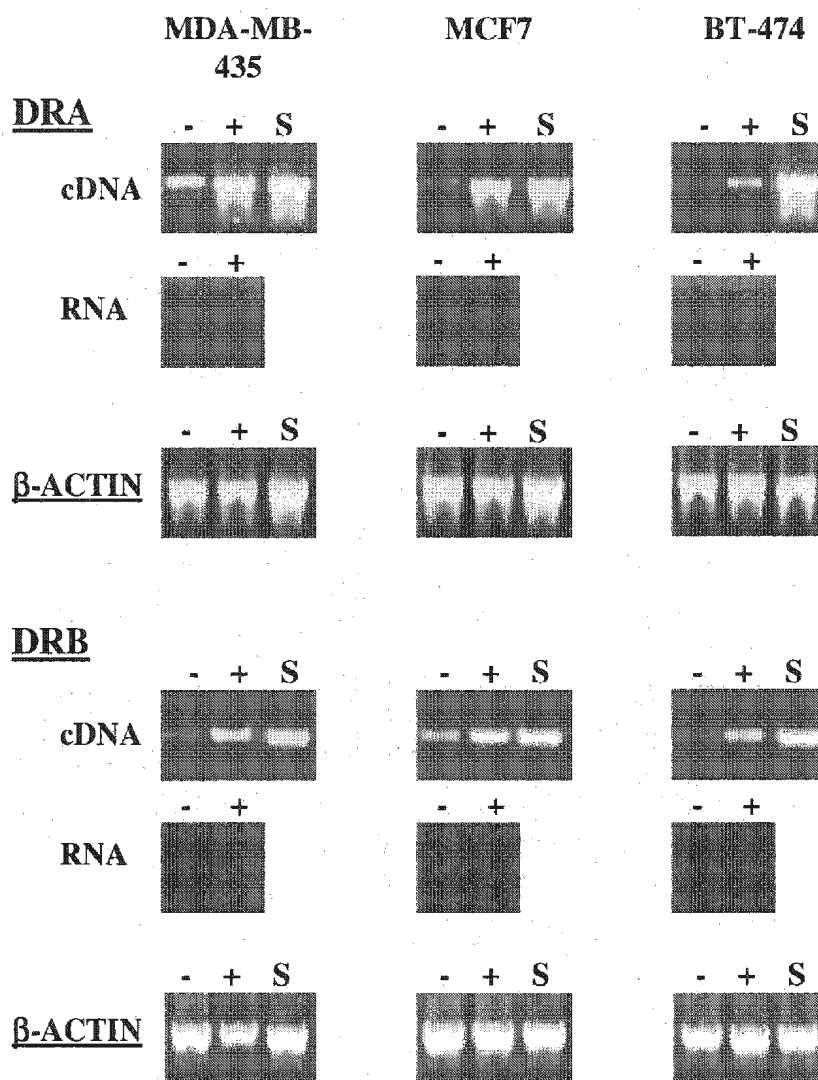 MDA-MB-435 MCF7 BT-474
DRA
- + S - + S - + S
cDNA
- + - + - +
RNA
- + S - + S - + S
β-ACTIN
DRB
- + S - + S - + S
cDNA
- + - + - +
RNA
- + S - + S - + S
β-ACTIN